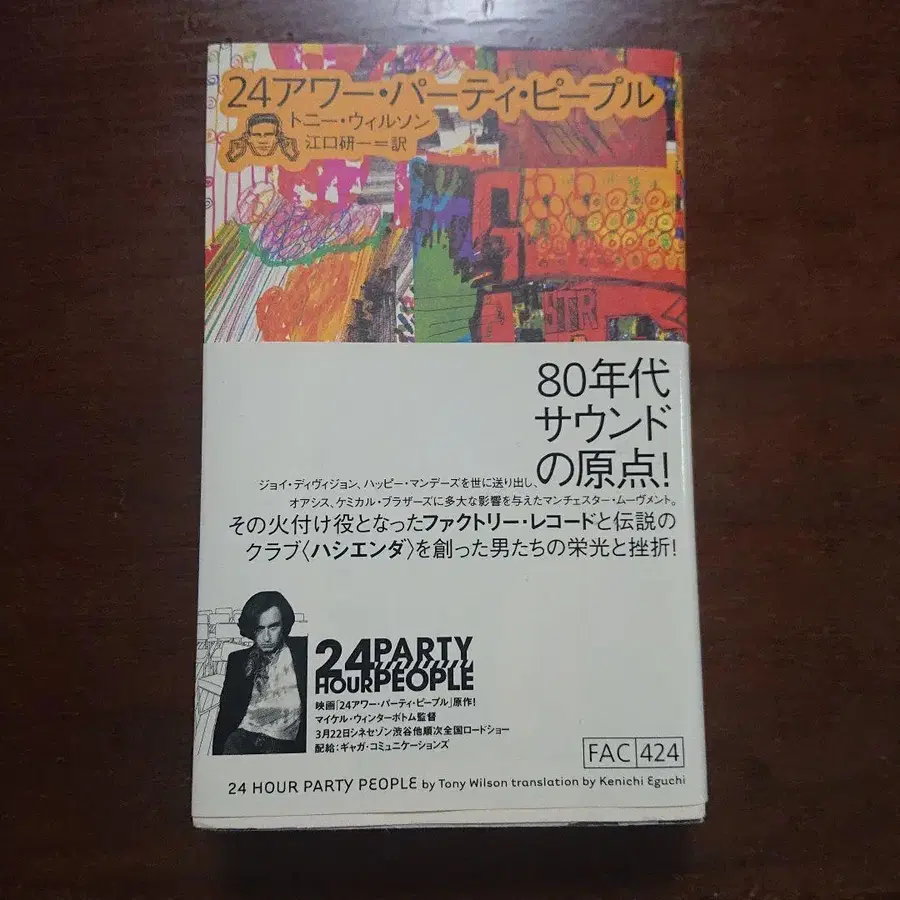 24アワー・パーティ・ピープル
トニー・ウィルソン
江口研一＝訳
STR
80年代
サウンド
の原点!
ジョイ・ディヴィジョン、ハッピー・マンデーズを世に送り出し、
オアシス、ケミカル・ブラザーズに多大な影響を与えたマンチェスター・ムーヴメント。
その火付け役となったファクトリー・レコードと伝説の
クラブ〈ハシエンダ〉を創った男たちの栄光と挫折!
24 HOUR PARTY PEOPLE
映画「24アワー・パーティ・ピープル」原作!
マイケル・ウィンターボトム監督
3月22日シネセゾン渋谷他順次全国ロードショー
配給：ギャガ・コミュニケーションズ
FAC 424
24 HOUR PARTY PEOPLE by Tony Wilson translation by Kenichi Eguchi